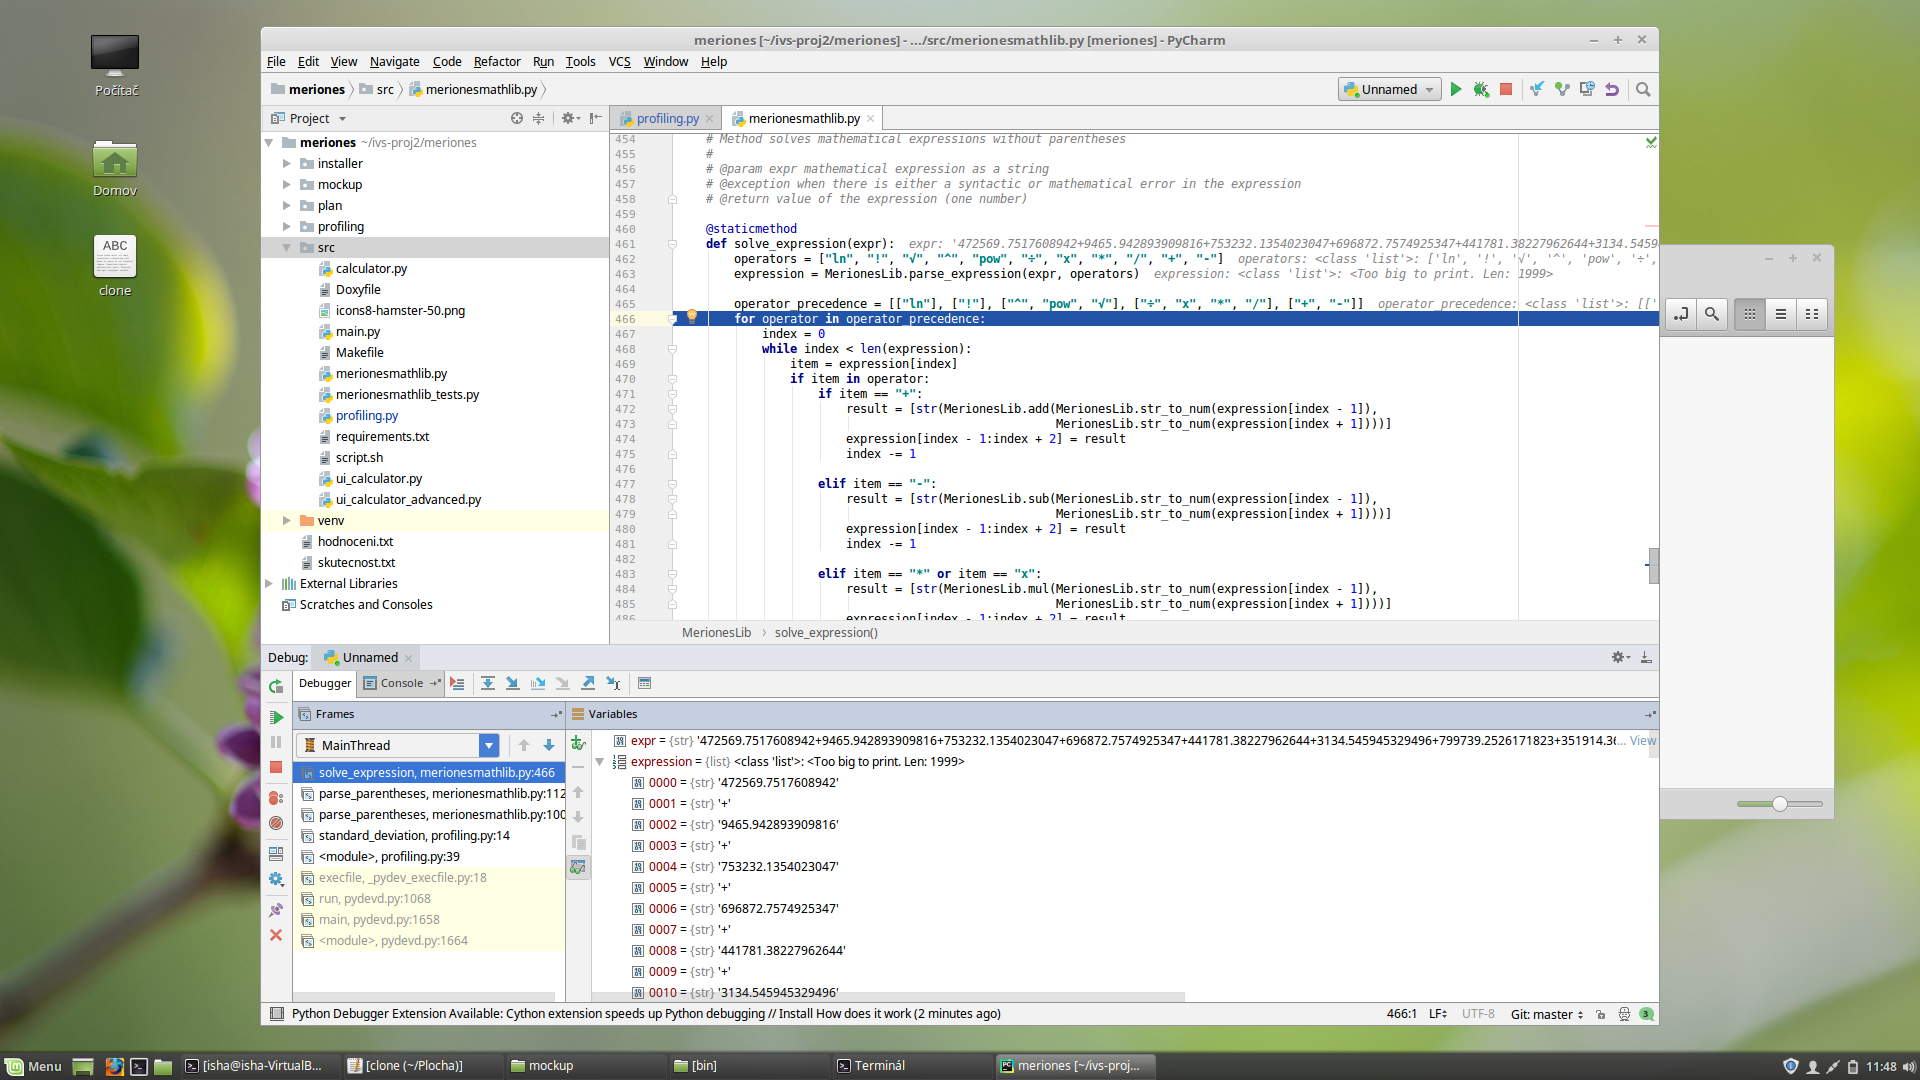 Počítač
Domov
ABC
clone
meriones [~/ivs-proj2/meriones] - .../src/merionesmathlib.py [meriones] - PyCharm
File Edit View Navigate Code Refactor Run Tools VCS Window Help
meriones src merionesmathlib.py
Unnamed
Project
profiling.py
merionesmathlib.py
meriones ~/ivs-proj2/meriones
installer
mockup
plan
profiling
src
calculator.py
Doxyfile
icons8-hamster-50.png
main.py
Makefile
merionesmathlib.py
merionesmathlib_tests.py
profiling.py
requirements.txt
script.sh
ui_calculator.py
ui_calculator_advanced.py
venv
hodnoceni.txt
skutecnost.txt
External Libraries
Scratches and Consoles
454 # Method solves mathematical expressions without parentheses
455 #
456 # @param expr mathematical expression as a string
457 # @exception when there is either a syntactic or mathematical error in the expression
458 # @return value of the expression (one number)
459
460 @staticmethod
461 def solve_expression(expr): expr: '472569.7517608942+9465.942893909816+753232.1354023047+696872.7574925347+441781.38227962644+3134.5459
462 operators = ["ln", "!", "√", "^", "pow", "÷", "x", "*", "/", "+", "-"] operators: <class 'list'>: ['ln', '!', '√', '^', 'pow', '÷',
463 expression = MerionesLib.parse_expression(expr, operators) expression: <class 'list'>: <Too big to print. Len: 1999>
464
465 operator_precedence = [["ln"], ["!"], ["^", "pow", "√"], ["÷", "x", "*", "/"], ["+", "-"]] operator_precedence: <class 'list'>: [['
466 for operator in operator_precedence:
467 index = 0
468 while index < len(expression):
469 item = expression[index]
470 if item in operator:
471 if item == "+":
472 result = [str(MerionesLib.add(MerionesLib.str_to_num(expression[index - 1]),
473 MerionesLib.str_to_num(expression[index + 1])))]
474 expression[index - 1:index + 2] = result
475 index -= 1
476
477 elif item == "-":
478 result = [str(MerionesLib.sub(MerionesLib.str_to_num(expression[index - 1]),
479 MerionesLib.str_to_num(expression[index + 1])))]
480 expression[index - 1:index + 2] = result
481 index -= 1
482
483 elif item == "*" or item == "x":
484 result = [str(MerionesLib.mul(MerionesLib.str_to_num(expression[index - 1]),
485 MerionesLib.str_to_num(expression[index + 1])))]
486 expression[index - 1:index + 2] = result
MerionesLib › solve_expression()
Debug: Unnamed
Debugger Console
Frames
MainThread
solve_expression, merionesmathlib.py:466
parse_parentheses, merionesmathlib.py:112
parse_parentheses, merionesmathlib.py:100
standard_deviation, profiling.py:14
<module>, profiling.py:39
execfile, _pydev_execfile.py:18
run, pydevd.py:1068
main, pydevd.py:1658
<module>, pydevd.py:1664
Variables
expr = {str} '472569.7517608942+9465.942893909816+753232.1354023047+696872.7574925347+441781.38227962644+3134.545945329496+799739.2526171823+351914.36... View
expression = {list} <class 'list'>: <Too big to print. Len: 1999>
0000 = {str} '472569.7517608942'
0001 = {str} '+'
0002 = {str} '9465.942893909816'
0003 = {str} '+'
0004 = {str} '753232.1354023047'
0005 = {str} '+'
0006 = {str} '696872.7574925347'
0007 = {str} '+'
0008 = {str} '441781.38227962644'
0009 = {str} '+'
0010 = {str} '3134.545945329496'
Python Debugger Extension Available: Cython extension speeds up Python debugging // Install How does it work (2 minutes ago)
466:1 LF UTF-8 Git: master 3
Menu
[isha@isha-VirtualB...
[clone (~/Plocha)]
mockup
[bin]
Terminál
meriones [~/ivs-proj...
11:48